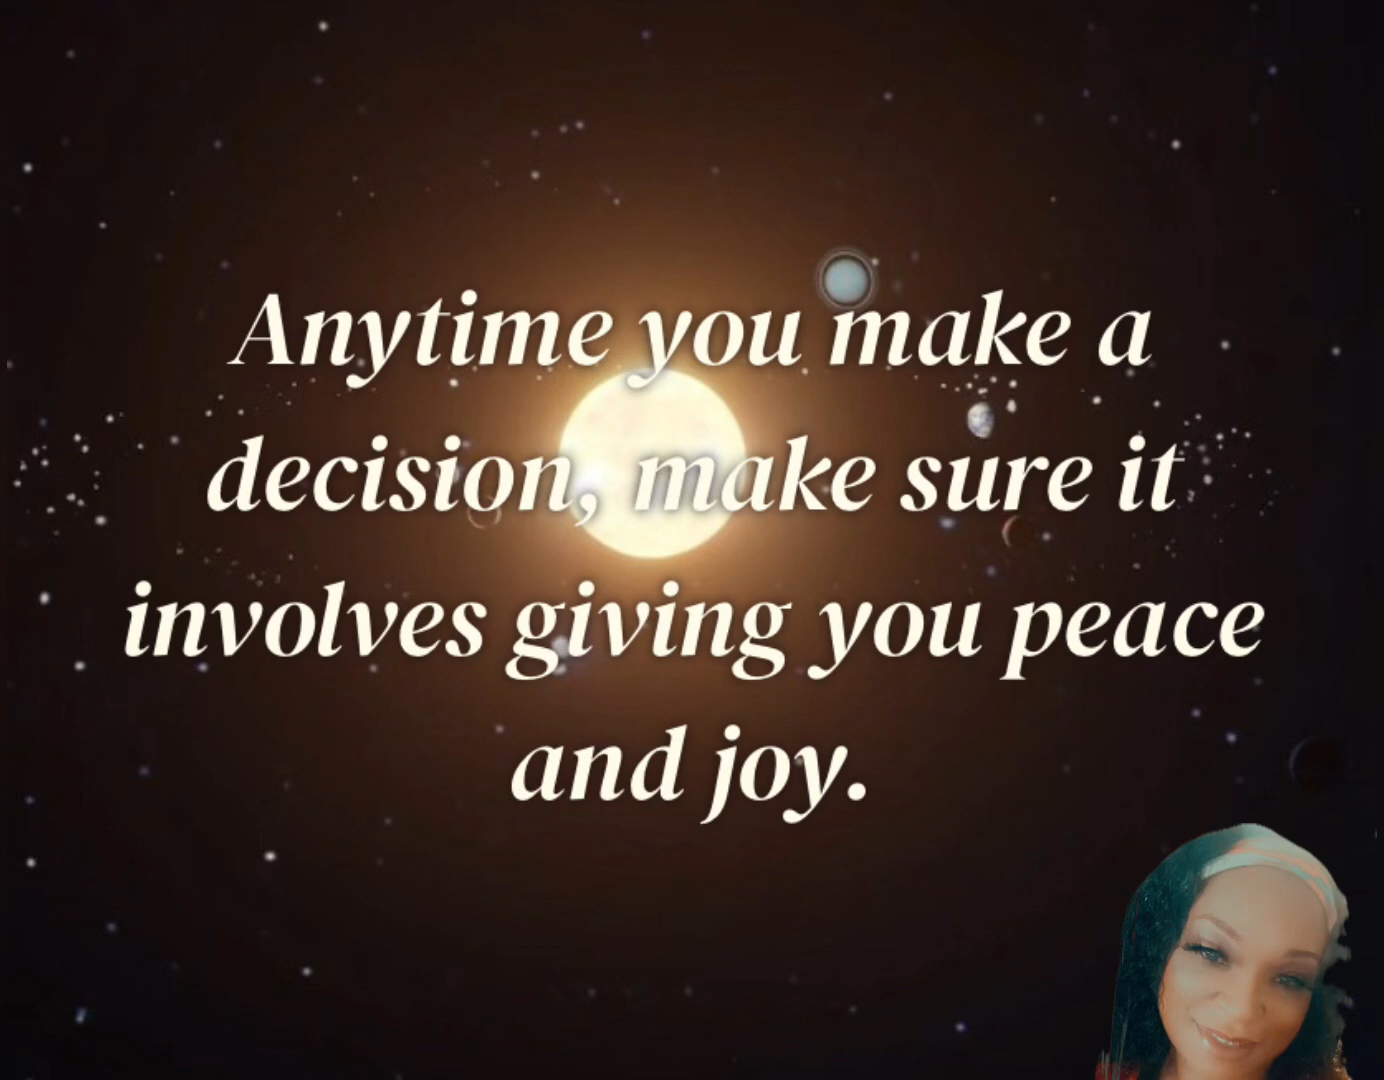 Anytime you make a
decision, make sure it
involves giving you peace
and joy.